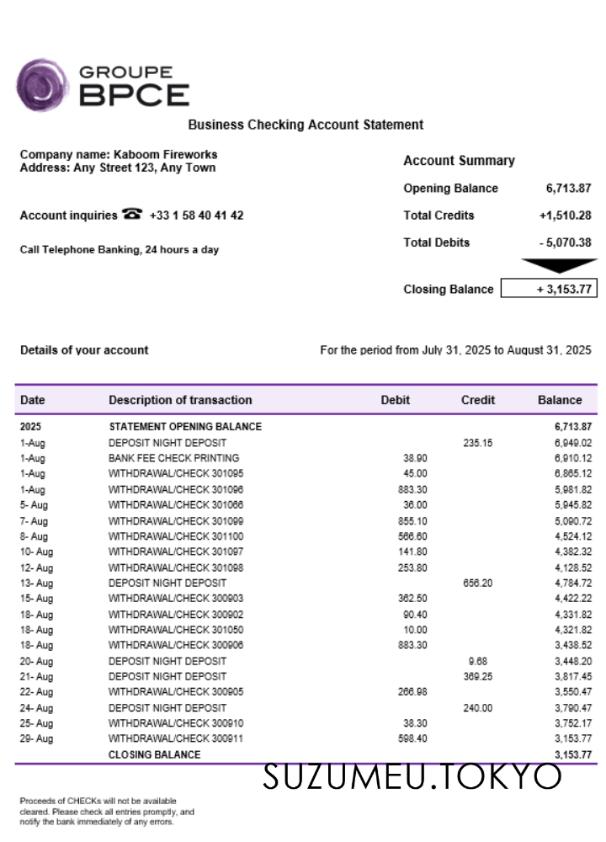 GROUPE
BPCE
Business Checking Account Statement
Company name: Kaboom Fireworks
Address: Any Street 123, Any Town
Account inquiries ☎ +33 1 58 40 41 42
Call Telephone Banking, 24 hours a day
Account Summary
Opening Balance 6,713.87
Total Credits +1,510.28
Total Debits - 5,070.38
Closing Balance + 3,153.77
Details of your account For the period from July 31, 2025 to August 31, 2025
Date Description of transaction Debit Credit Balance
2025 STATEMENT OPENING BALANCE 6,713.87
1-Aug DEPOSIT NIGHT DEPOSIT 235.15 6,949.02
1-Aug BANK FEE CHECK PRINTING 38.90 6,910.12
1-Aug WITHDRAWAL/CHECK 301095 45.00 6,865.12
1-Aug WITHDRAWAL/CHECK 301096 883.30 5,981.82
5- Aug WITHDRAWAL/CHECK 301066 36.00 5,945.82
7- Aug WITHDRAWAL/CHECK 301099 855.10 5,090.72
8- Aug WITHDRAWAL/CHECK 301100 566.60 4,524.12
10- Aug WITHDRAWAL/CHECK 301097 141.80 4,382.32
12- Aug WITHDRAWAL/CHECK 301098 253.80 4,128.52
13- Aug DEPOSIT NIGHT DEPOSIT 656.20 4,784.72
15- Aug WITHDRAWAL/CHECK 300903 362.50 4,422.22
18- Aug WITHDRAWAL/CHECK 300902 90.40 4,331.82
18- Aug WITHDRAWAL/CHECK 301050 10.00 4,321.82
18- Aug WITHDRAWAL/CHECK 300906 883.30 3,438.52
20- Aug DEPOSIT NIGHT DEPOSIT 9.68 3,448.20
21- Aug DEPOSIT NIGHT DEPOSIT 369.25 3,817.45
22- Aug WITHDRAWAL/CHECK 300905 266.98 3,550.47
24- Aug DEPOSIT NIGHT DEPOSIT 240.00 3,790.47
25- Aug WITHDRAWAL/CHECK 300910 38.30 3,752.17
29- Aug WITHDRAWAL/CHECK 300911 598.40 3,153.77
CLOSING BALANCE 3,153.77
SUZUMEU.TOKYO
Proceeds of CHECKs will not be available
cleared. Please check all entries promptly, and
notify the bank immediately of any errors.